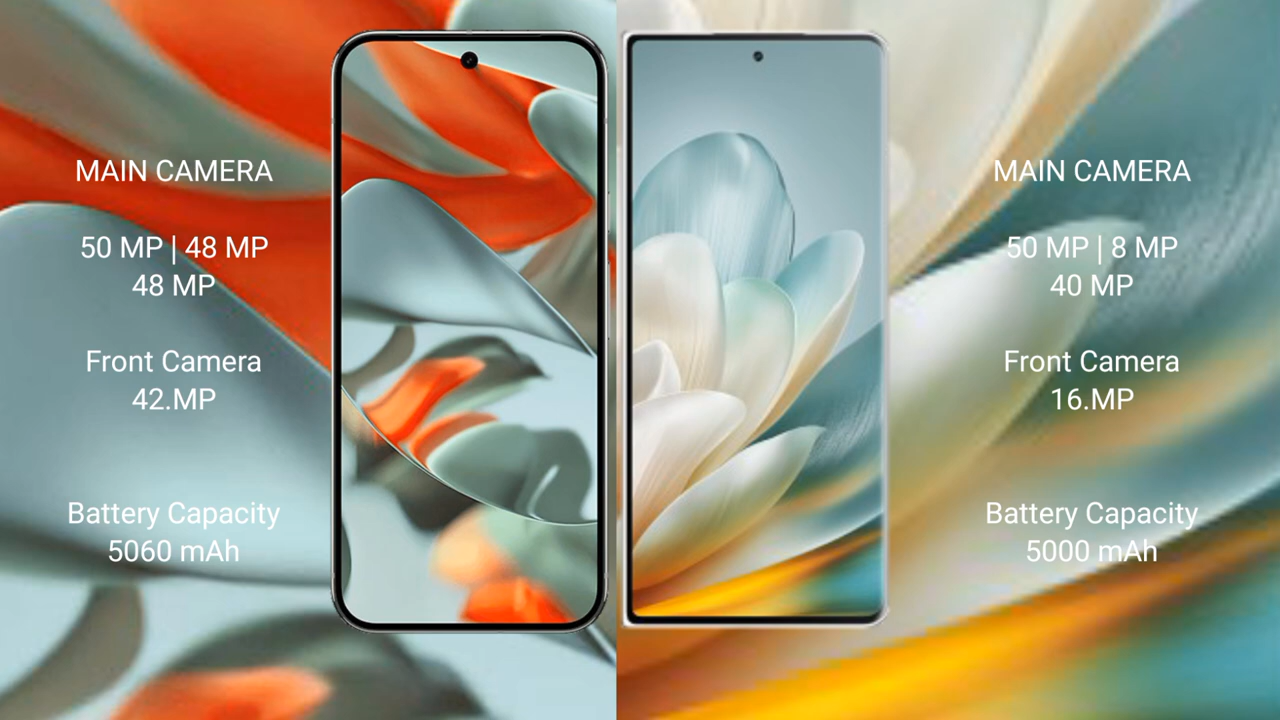 MAIN CAMERA
50 MP | 48 MP
48 MP
Front Camera
42.MP
Battery Capacity
5060 mAh
MAIN CAMERA
50 MP | 8 MP
40 MP
Front Camera
16.MP
Battery Capacity
5000 mAh